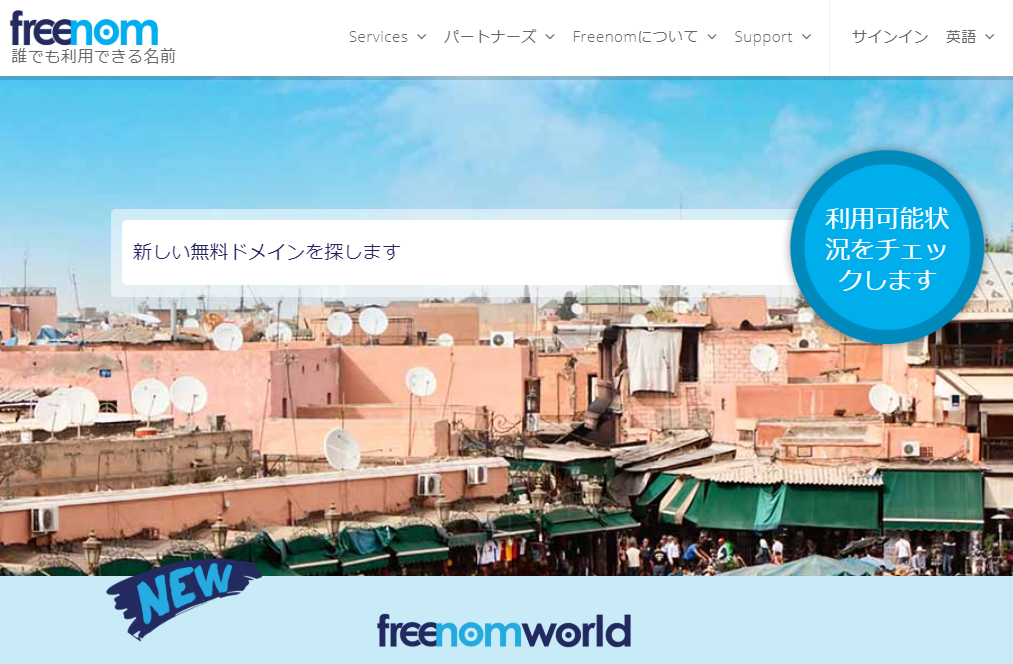 freenom
誰でも利用できる名前
Services パートナーズ Freenomについて Support サインイン 英語
新しい無料ドメインを探します
利用可能状
況をチェッ
クします
NEW
freenomworld